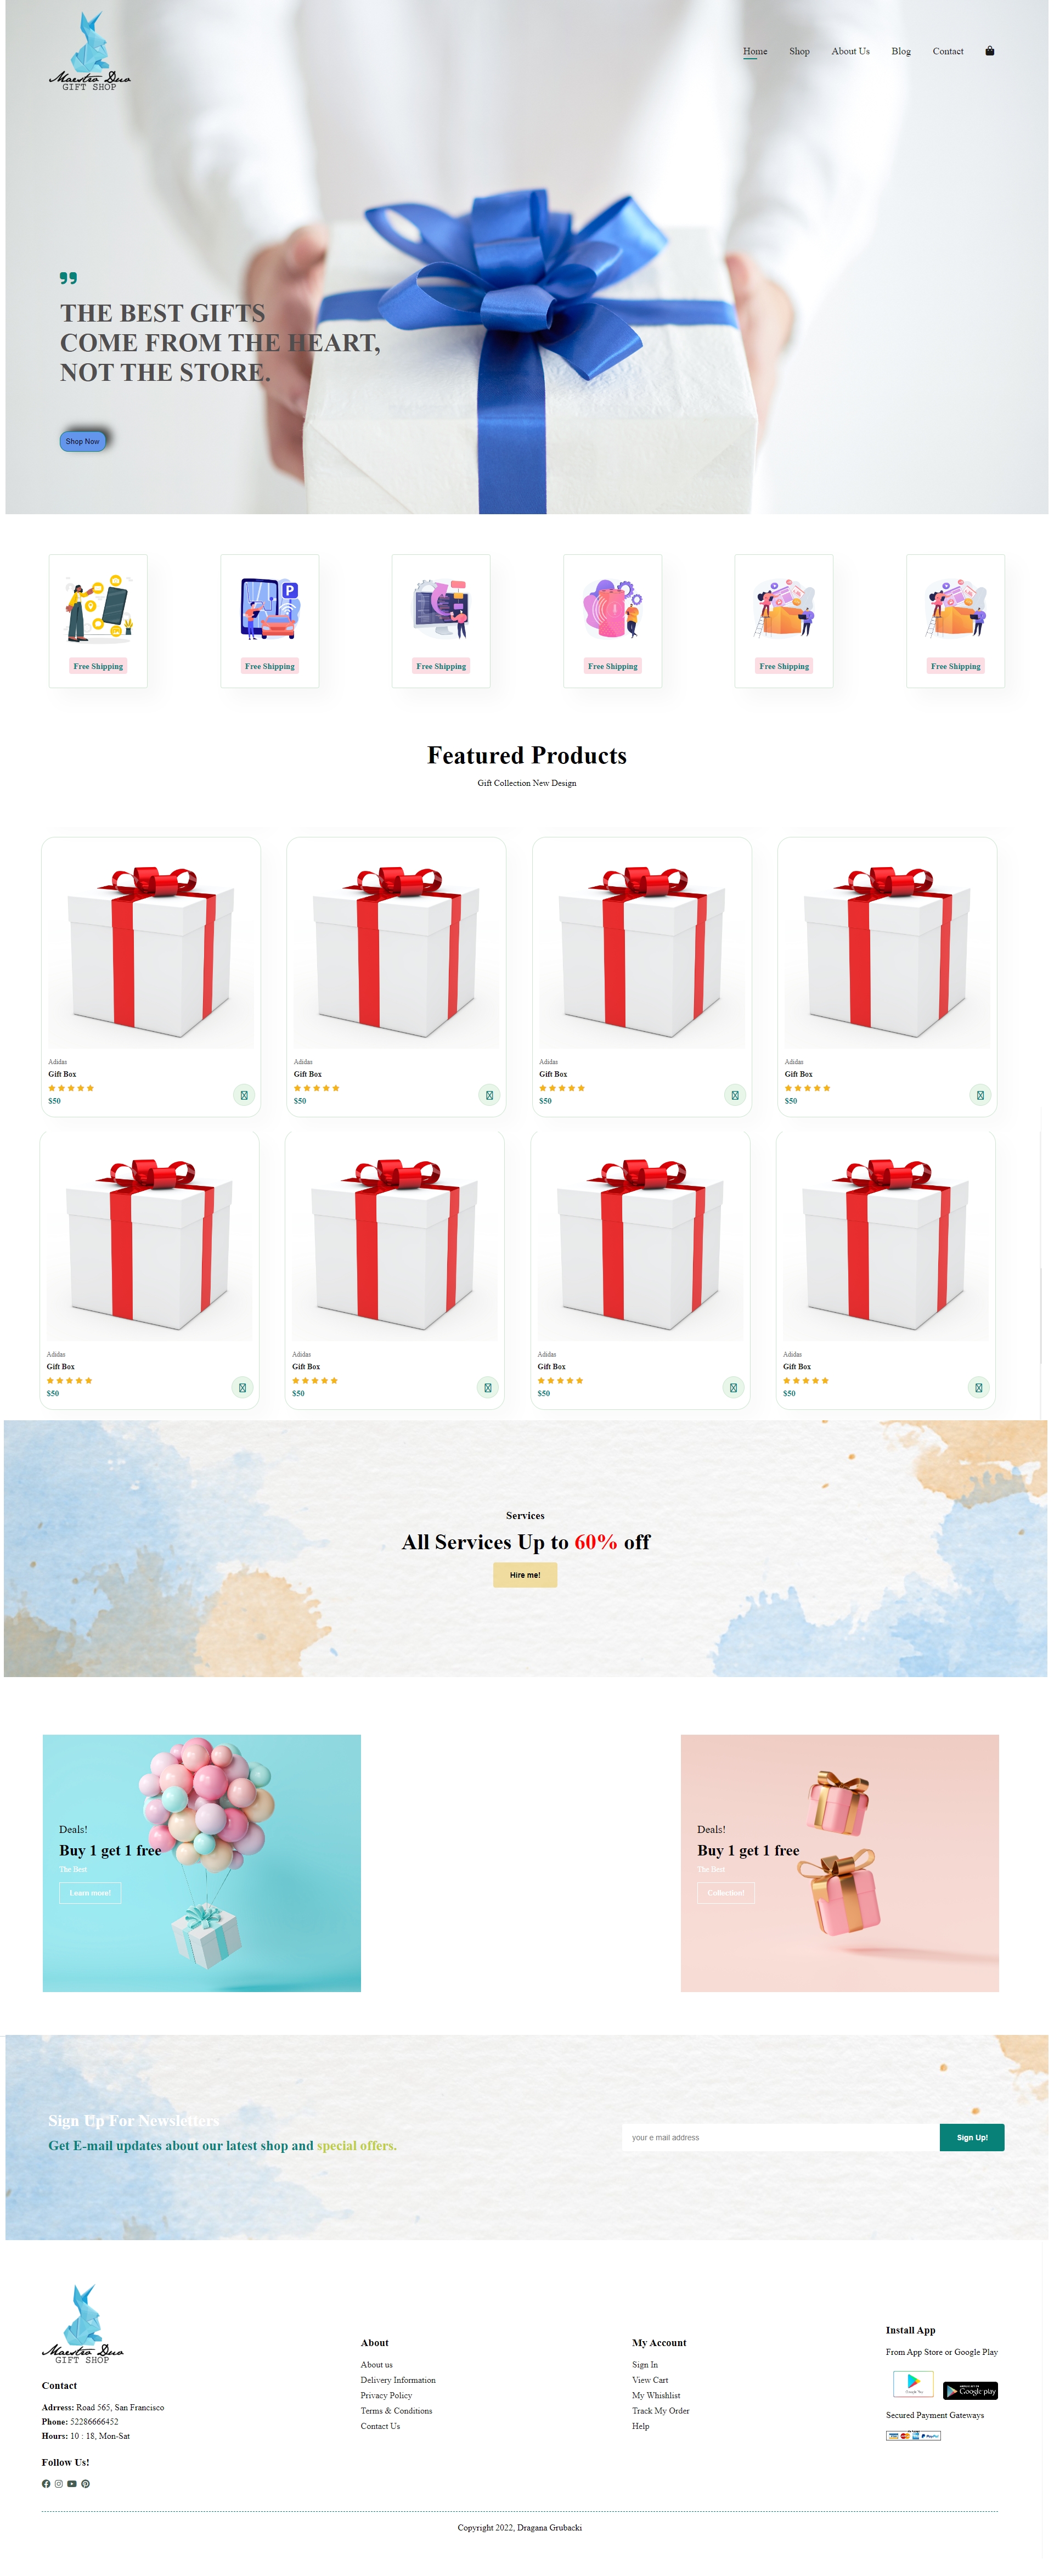 Maestro Duo
GIFT SHOP
Home
Shop
About Us
Blog
Contact
THE BEST GIFTS
COME FROM THE HEART,
NOT THE STORE.
Shop Now
P
Free Shipping
Free Shipping
Free Shipping
Free Shipping
Free Shipping
Free Shipping
Featured Products
Gift Collection New Design
Adidas
Gift Box
$50
Adidas
Gift Box
$50
Adidas
Gift Box
$50
Adidas
Gift Box
$50
Adidas
Gift Box
$50
Adidas
Gift Box
$50
Adidas
Gift Box
$50
Adidas
Gift Box
$50
Services
All Services Up to 60% off
Hire me!
Deals!
Buy 1 get 1 free
The Best
Learn more!
Deals!
Buy 1 get 1 free
The Best
Collection!
Sign Up For Newsletters
Get E-mail updates about our latest shop and special offers.
your e mail address
Sign Up!
Maestro Duo
GIFT SHOP
Contact
Adrress: Road 565, San Francisco
Phone: 52286666452
Hours: 10 : 18, Mon-Sat
Follow Us!
About
About us
Delivery Information
Privacy Policy
Terms & Conditions
Contact Us
My Account
Sign In
View Cart
My Whishlist
Track My Order
Help
Install App
From App Store or Google Play
Google Play
Google play
Secured Payment Gateways
PayPal
Copyright 2022, Dragana Grubacki